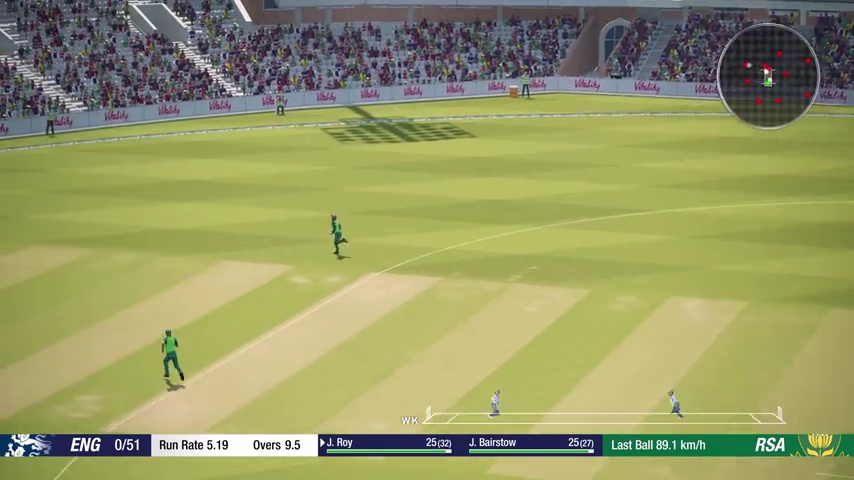 Vitality Vitality Vitality Vitality Vitality Vitality Vitality Vitality Vitality
WK
ENG 0/51 Run Rate 5.19 Overs 9.5 J. Roy 25(32) J. Bairstow 25(27) Last Ball 89.1 km/h RSA